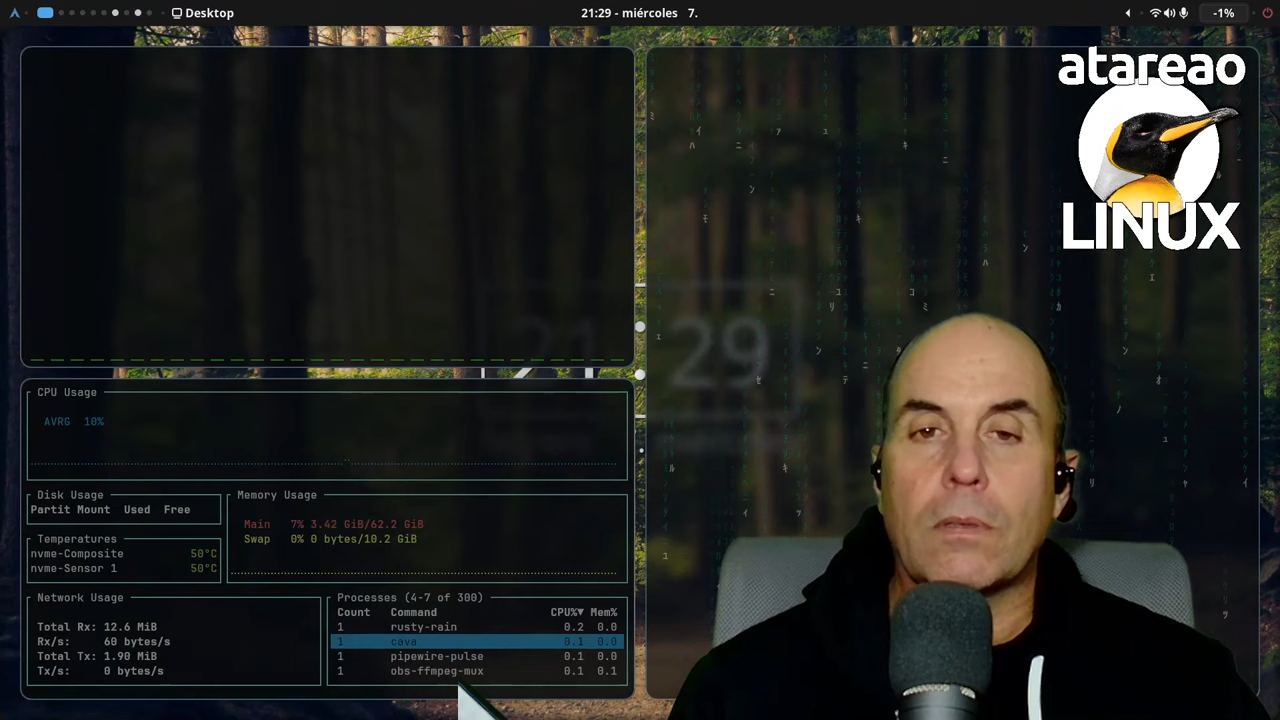 Desktop
21:29 - miércoles 7.
-1%
atareao
LINUX
29
CPU Usage
AVRG 10%
Disk Usage
Partit Mount Used Free
Memory Usage
Main 7% 3.42 GiB/62.2 GiB
Swap 0% 0 bytes/10.2 GiB
Temperatures
nvme-Composite 50°C
nvme-Sensor 1 50°C
Network Usage
Total Rx: 12.6 MiB
Rx/s: 60 bytes/s
Total Tx: 1.90 MiB
Tx/s: 0 bytes/s
Processes (4-7 of 300)
Count Command CPU%▼ Mem%
1 rusty-rain 0.2 0.0
1 cava 0.1 0.0
1 pipewire-pulse 0.1 0.0
1 obs-ffmpeg-mux 0.1 0.1